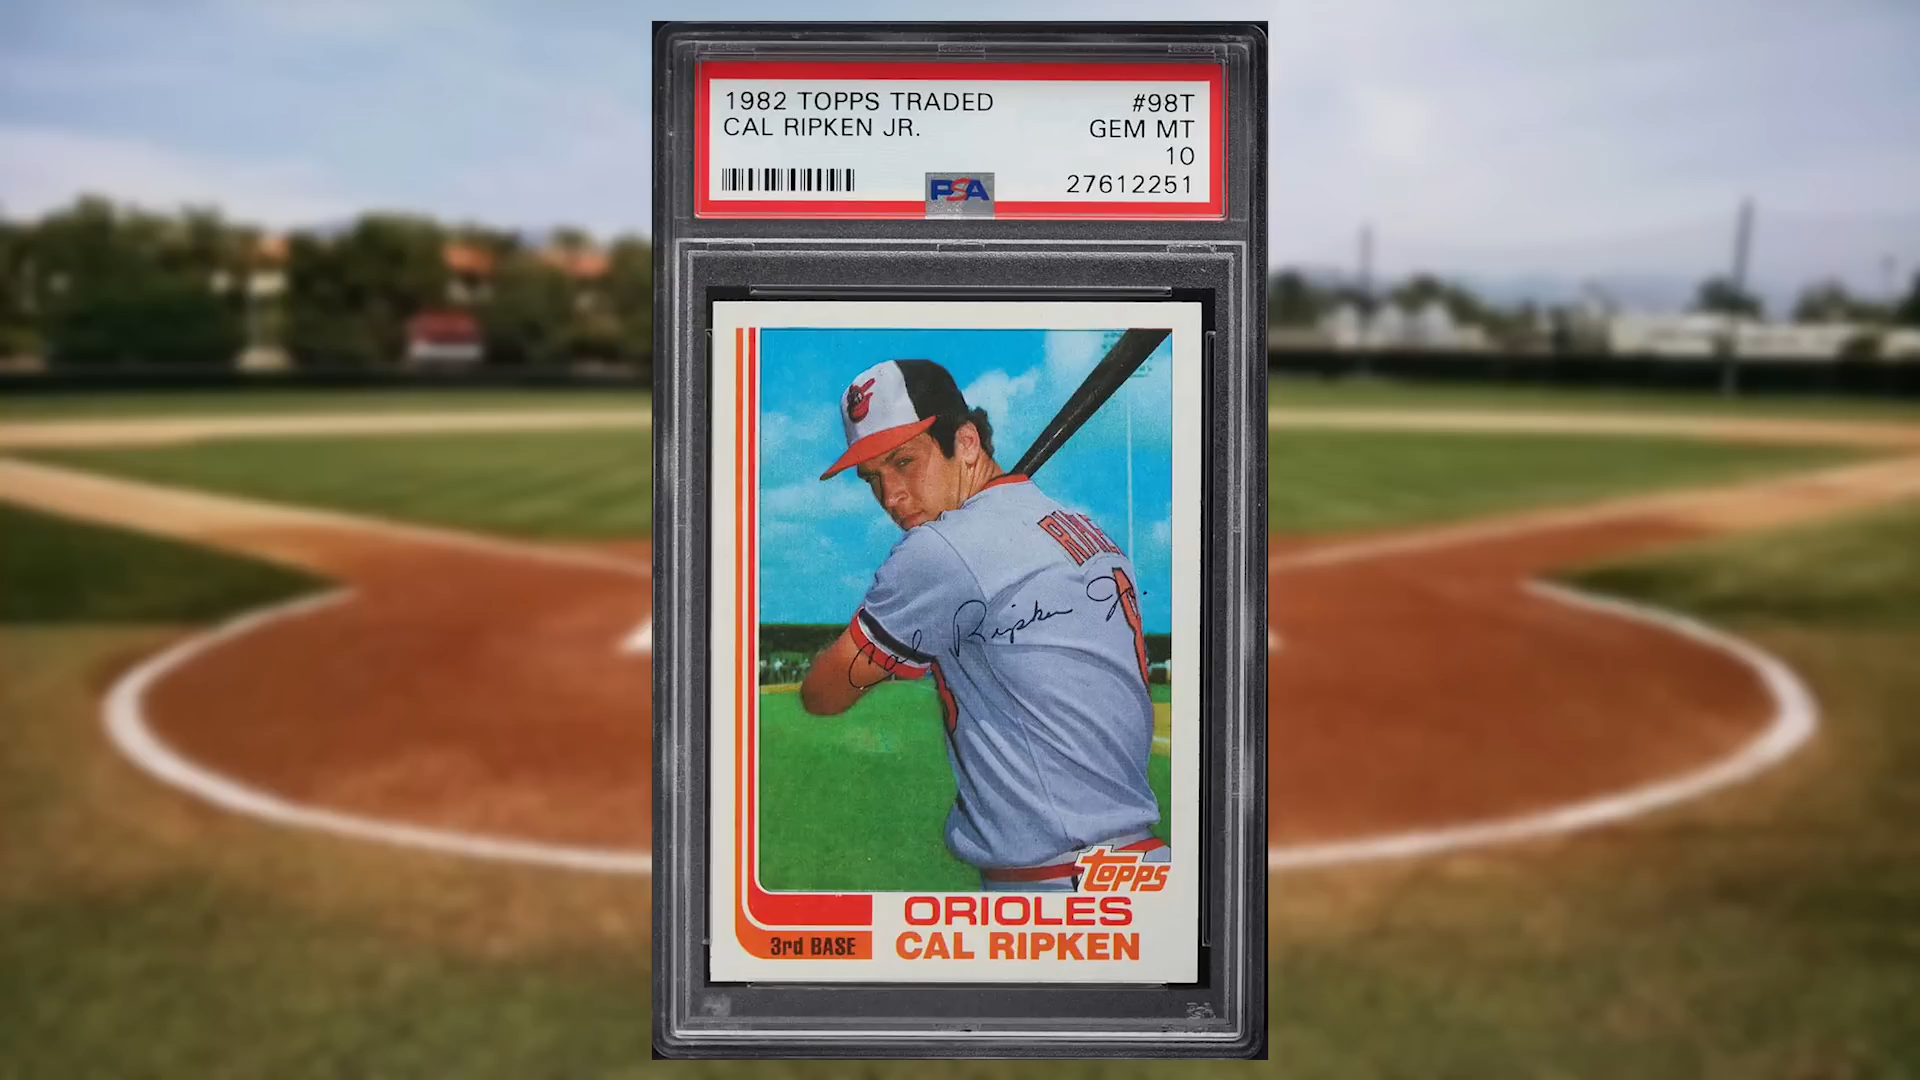 1982 TOPPS TRADED #98T
CAL RIPKEN JR. GEM MT
10
PSA 27612251
Cal Ripken Jr.
topps
ORIOLES
3rd BASE CAL RIPKEN